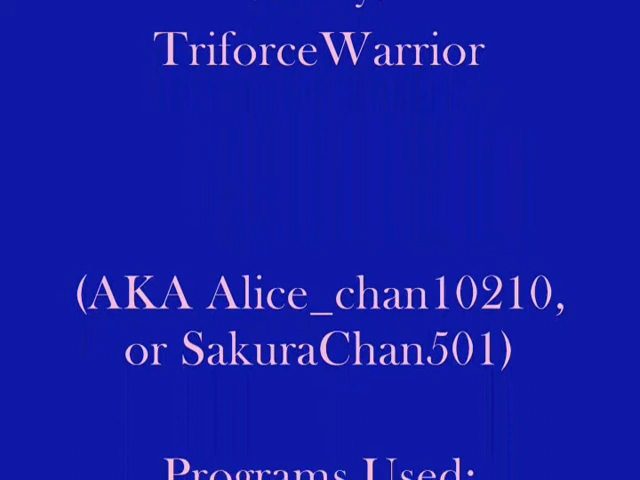 TriforceWarrior
(AKA Alice_chan10210,
or SakuraChan501)
Programs Used: